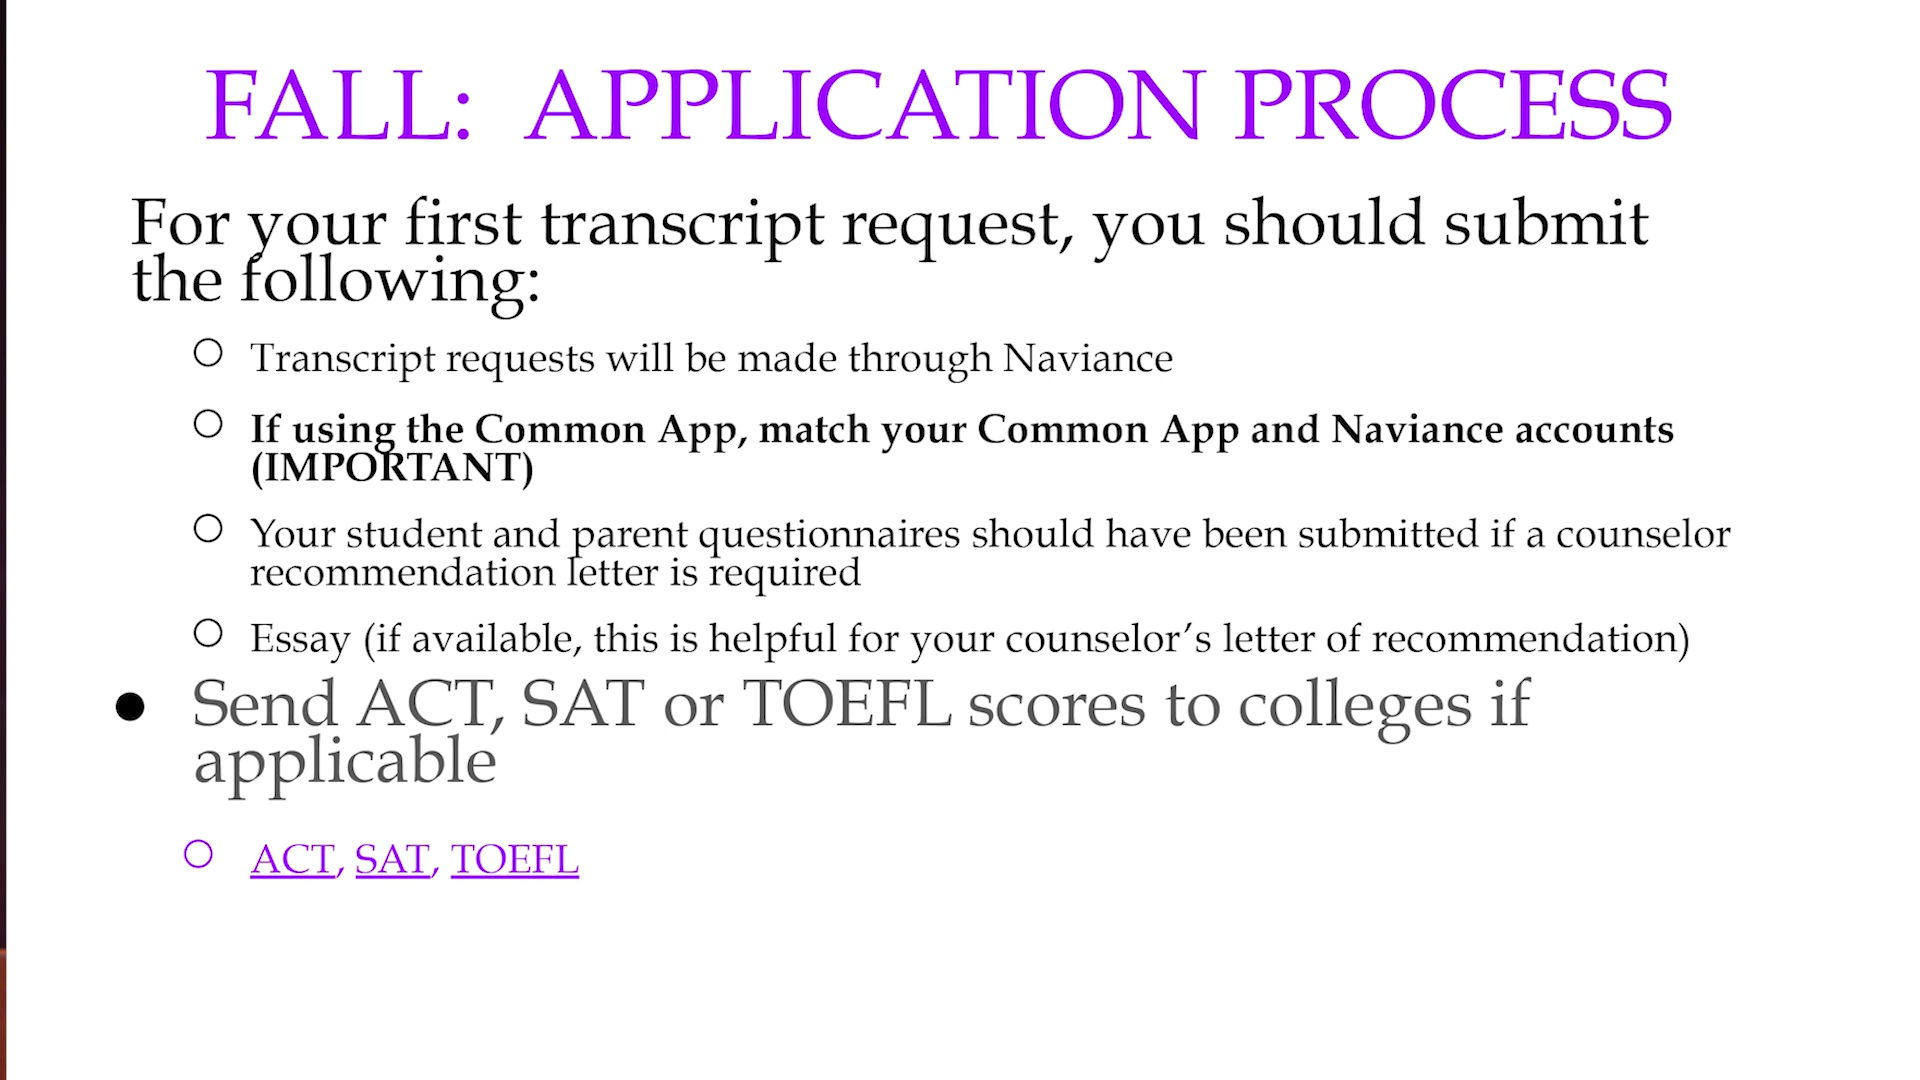 FALL: APPLICATION PROCESS
For your first transcript request, you should submit
the following:
Transcript requests will be made through Naviance
If using the Common App, match your Common App and Naviance accounts
(IMPORTANT)
Your student and parent questionnaires should have been submitted if a counselor
recommendation letter is required
Essay (if available, this is helpful for your counselor’s letter of recommendation)
Send ACT, SAT or TOEFL scores to colleges if
applicable
ACT, SAT, TOEFL